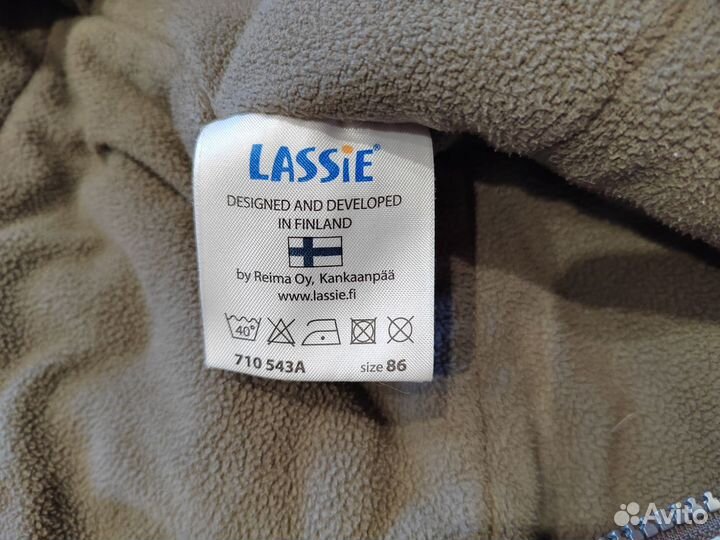 LASSiE®
DESIGNED AND DEVELOPED
IN FINLAND
by Reima Oy, Kankaanpää
www.lassie.fi
40°
710 543A size 86
Avito